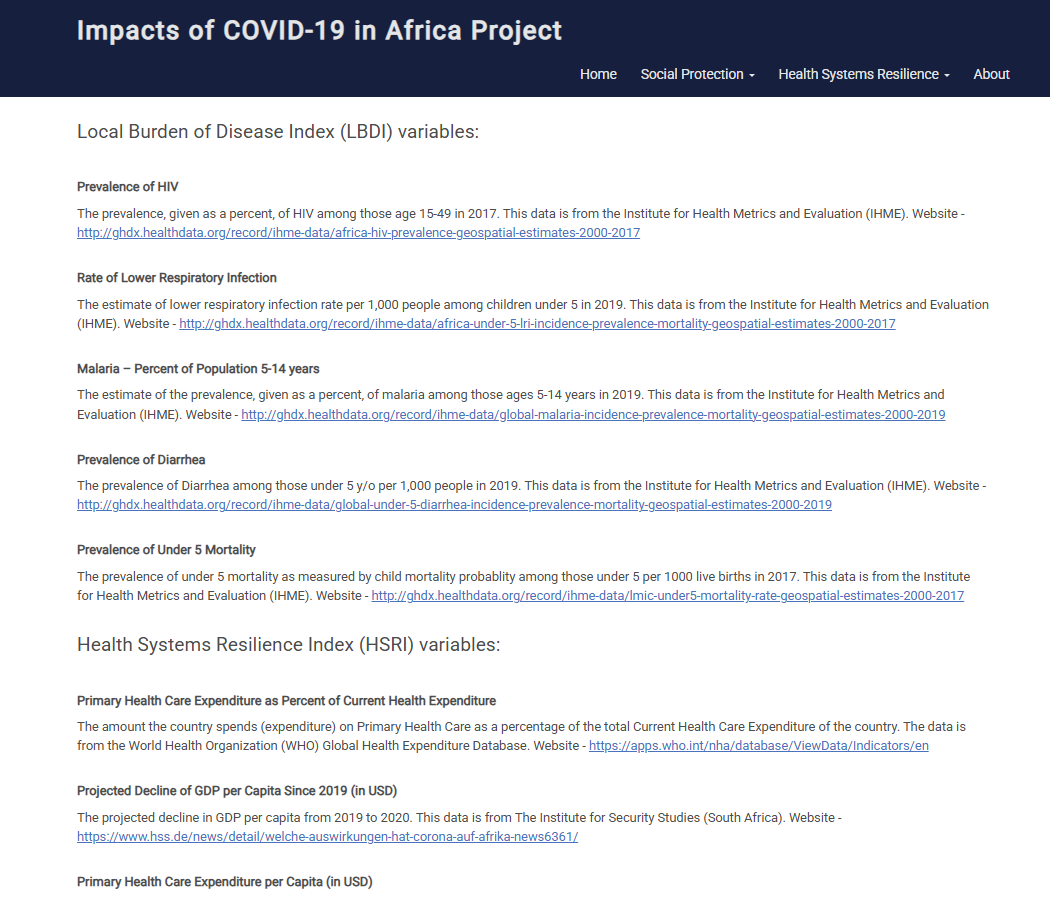 Impacts of COVID-19 in Africa Project
Home Social Protection Health Systems Resilience About
Local Burden of Disease Index (LBDI) variables:
Prevalence of HIV
The prevalence, given as a percent, of HIV among those age 15-49 in 2017. This data is from the Institute for Health Metrics and Evaluation (IHME). Website -
http://ghdx.healthdata.org/record/ihme-data/africa-hiv-prevalence-geospatial-estimates-2000-2017
Rate of Lower Respiratory Infection
The estimate of lower respiratory infection rate per 1,000 people among children under 5 in 2019. This data is from the Institute for Health Metrics and Evaluation
(IHME). Website - http://ghdx.healthdata.org/record/ihme-data/africa-under-5-lri-incidence-prevalence-mortality-geospatial-estimates-2000-2017
Malaria – Percent of Population 5-14 years
The estimate of the prevalence, given as a percent, of malaria among those ages 5-14 years in 2019. This data is from the Institute for Health Metrics and
Evaluation (IHME). Website - http://ghdx.healthdata.org/record/ihme-data/global-malaria-incidence-prevalence-mortality-geospatial-estimates-2000-2019
Prevalence of Diarrhea
The prevalence of Diarrhea among those under 5 y/o per 1,000 people in 2019. This data is from the Institute for Health Metrics and Evaluation (IHME). Website -
http://ghdx.healthdata.org/record/ihme-data/global-under-5-diarrhea-incidence-prevalence-mortality-geospatial-estimates-2000-2019
Prevalence of Under 5 Mortality
The prevalence of under 5 mortality as measured by child mortality probablity among those under 5 per 1000 live births in 2017. This data is from the Institute
for Health Metrics and Evaluation (IHME). Website - http://ghdx.healthdata.org/record/ihme-data/lmic-under5-mortality-rate-geospatial-estimates-2000-2017
Health Systems Resilience Index (HSRI) variables:
Primary Health Care Expenditure as Percent of Current Health Expenditure
The amount the country spends (expenditure) on Primary Health Care as a percentage of the total Current Health Care Expenditure of the country. The data is
from the World Health Organization (WHO) Global Health Expenditure Database. Website - https://apps.who.int/nha/database/ViewData/Indicators/en
Projected Decline of GDP per Capita Since 2019 (in USD)
The projected decline in GDP per capita from 2019 to 2020. This data is from The Institute for Security Studies (South Africa). Website -
https://www.hss.de/news/detail/welche-auswirkungen-hat-corona-auf-afrika-news6361/
Primary Health Care Expenditure per Capita (in USD)